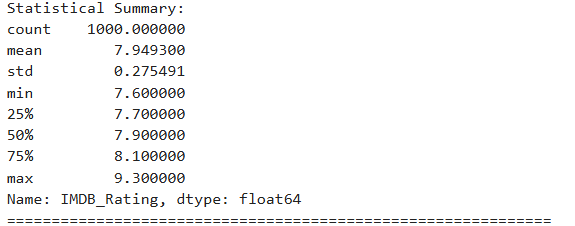 Statistical Summary:
count    1000.000000
mean        7.949300
std         0.275491
min         7.600000
25%         7.700000
50%         7.900000
75%         8.100000
max         9.300000
Name: IMDB_Rating, dtype: float64
=============================================================